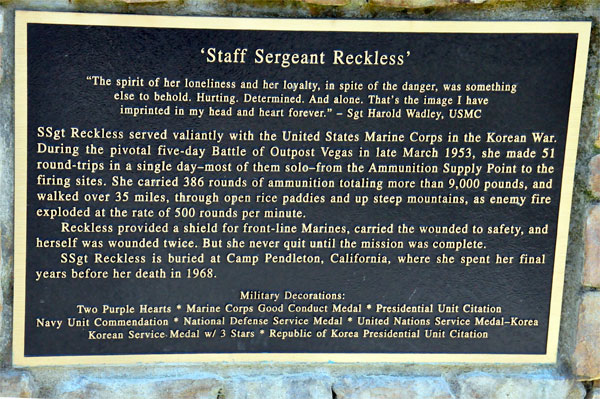 ‘Staff Sergeant Reckless’
“The spirit of her loneliness and her loyalty, in spite of the danger, was something
else to behold. Hurting. Determined. And alone. That’s the image I have
imprinted in my head and heart forever.” – Sgt Harold Wadley, USMC
SSgt Reckless served valiantly with the United States Marine Corps in the Korean War.
During the pivotal five-day Battle of Outpost Vegas in late March 1953, she made 51
round-trips in a single day–most of them solo–from the Ammunition Supply Point to the
firing sites. She carried 386 rounds of ammunition totaling more than 9,000 pounds, and
walked over 35 miles, through open rice paddies and up steep mountains, as enemy fire
exploded at the rate of 500 rounds per minute.
Reckless provided a shield for front-line Marines, carried the wounded to safety, and
herself was wounded twice. But she never quit until the mission was complete.
SSgt Reckless is buried at Camp Pendleton, California, where she spent her final
years before her death in 1968.
Military Decorations:
Two Purple Hearts * Marine Corps Good Conduct Medal * Presidential Unit Citation
Navy Unit Commendation * National Defense Service Medal * United Nations Service Medal–Korea
Korean Service Medal w/ 3 Stars * Republic of Korea Presidential Unit Citation